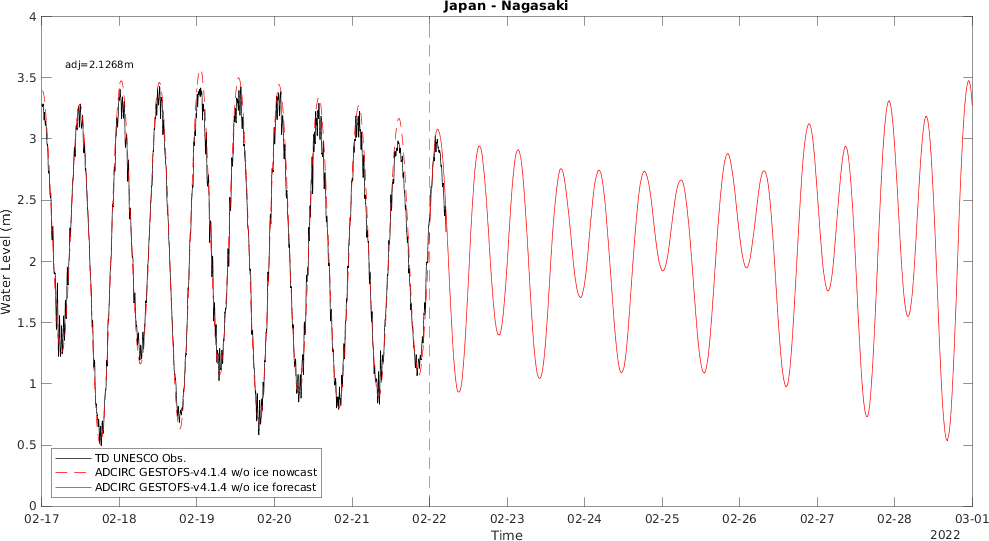 Japan - Nagasaki
adj=2.1268m
Water Level (m)
4
3.5
3
2.5
2
1.5
1
0.5
0
TD UNESCO Obs.
ADCIRC GESTOFS-v4.1.4 w/o ice nowcast
ADCIRC GESTOFS-v4.1.4 w/o ice forecast
02-17 02-18 02-19 02-20 02-21 02-22 02-23 02-24 02-25 02-26 02-27 02-28 03-01
Time
2022